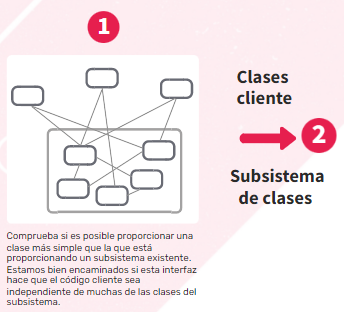 1
Clases
cliente
2
Subsistema
de clases
Comprueba si es posible proporcionar una
clase más simple que la que está
proporcionando un subsistema existente.
Estamos bien encaminados si esta interfaz
hace que el código cliente sea
independiente de muchas de las clases del
subsistema.